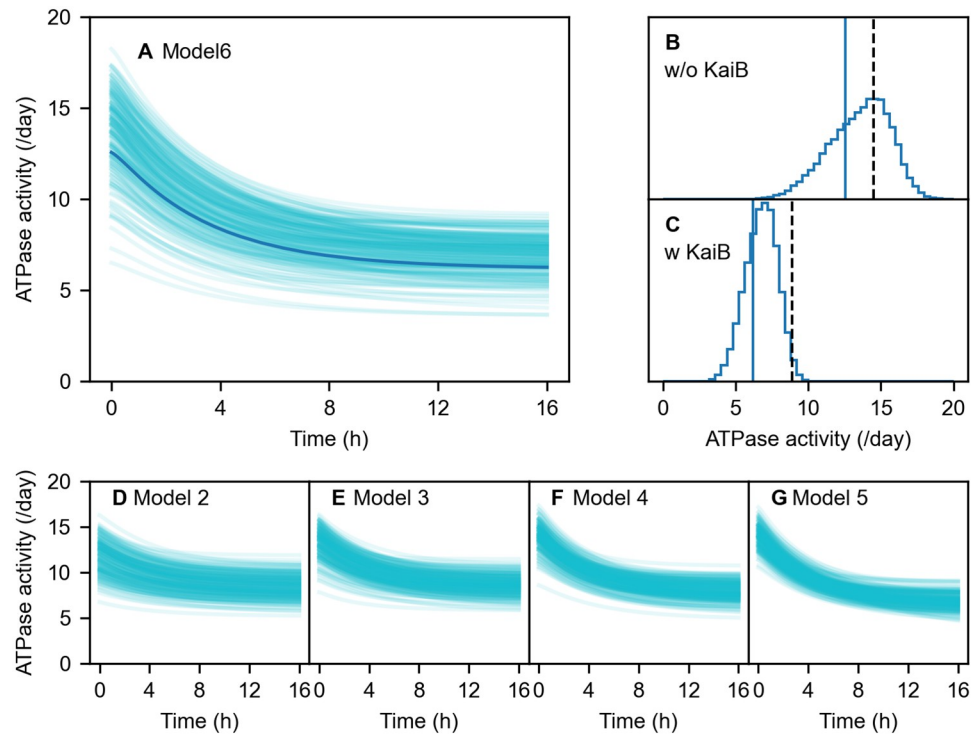 A Model6
ATPase activity (/day)
20
15
10
5
0
0 4 8 12 16
Time (h)
B
w/o KaiB
C
w KaiB
0 5 10 15 20
ATPase activity (/day)
ATPase activity (/day)
20
15
10
5
0
D Model 2
E Model 3
F Model 4
G Model 5
0 4 8 12 16 0 4 8 12 16 0 4 8 12 16 0 4 8 12 16
Time (h) Time (h) Time (h) Time (h)